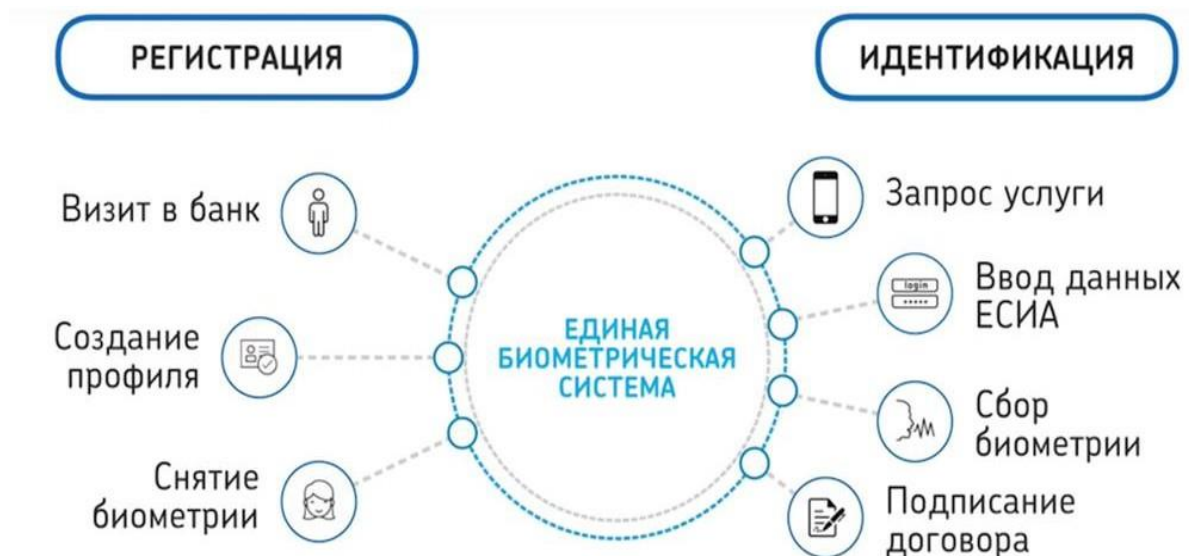 РЕГИСТРАЦИЯ
ИДЕНТИФИКАЦИЯ
Визит в банк
Создание
профиля
Снятие
биометрии
ЕДИНАЯ
БИОМЕТРИЧЕСКАЯ
СИСТЕМА
Запрос услуги
login
*****
Ввод данных
ЕСИА
Сбор
биометрии
Подписание
договора